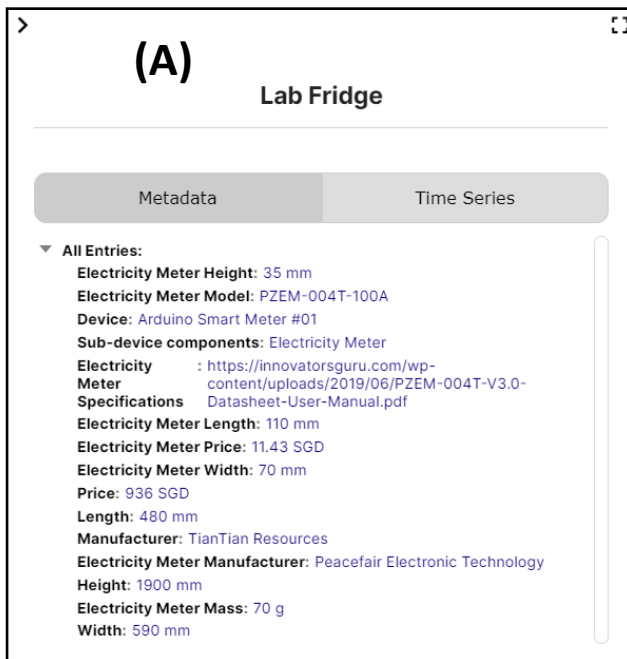 (A)
Lab Fridge
Metadata Time Series
All Entries:
Electricity Meter Height: 35 mm
Electricity Meter Model: PZEM-004T-100A
Device: Arduino Smart Meter #01
Sub-device components: Electricity Meter
Electricity : https://innovatorsguru.com/wp-
Meter content/uploads/2019/06/PZEM-004T-V3.0-
Specifications Datasheet-User-Manual.pdf
Electricity Meter Length: 110 mm
Electricity Meter Price: 11.43 SGD
Electricity Meter Width: 70 mm
Price: 936 SGD
Length: 480 mm
Manufacturer: TianTian Resources
Electricity Meter Manufacturer: Peacefair Electronic Technology
Height: 1900 mm
Electricity Meter Mass: 70 g
Width: 590 mm